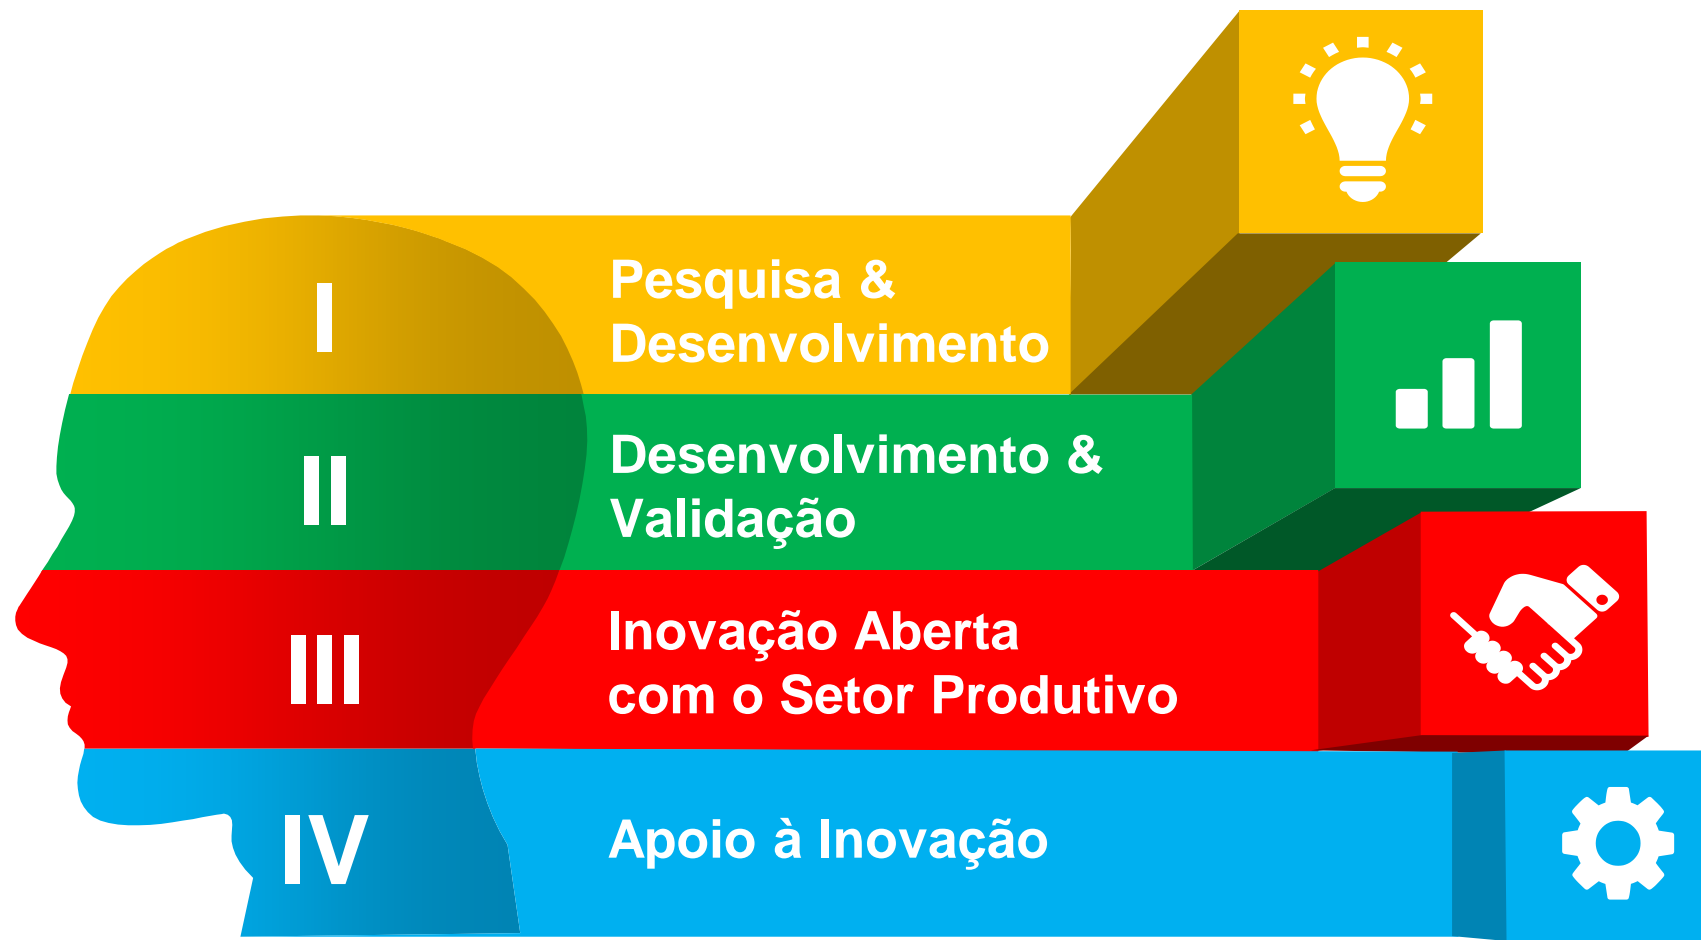 I
Pesquisa &
Desenvolvimento
II
Desenvolvimento &
Validação
III
Inovação Aberta
com o Setor Produtivo
IV
Apoio à Inovação